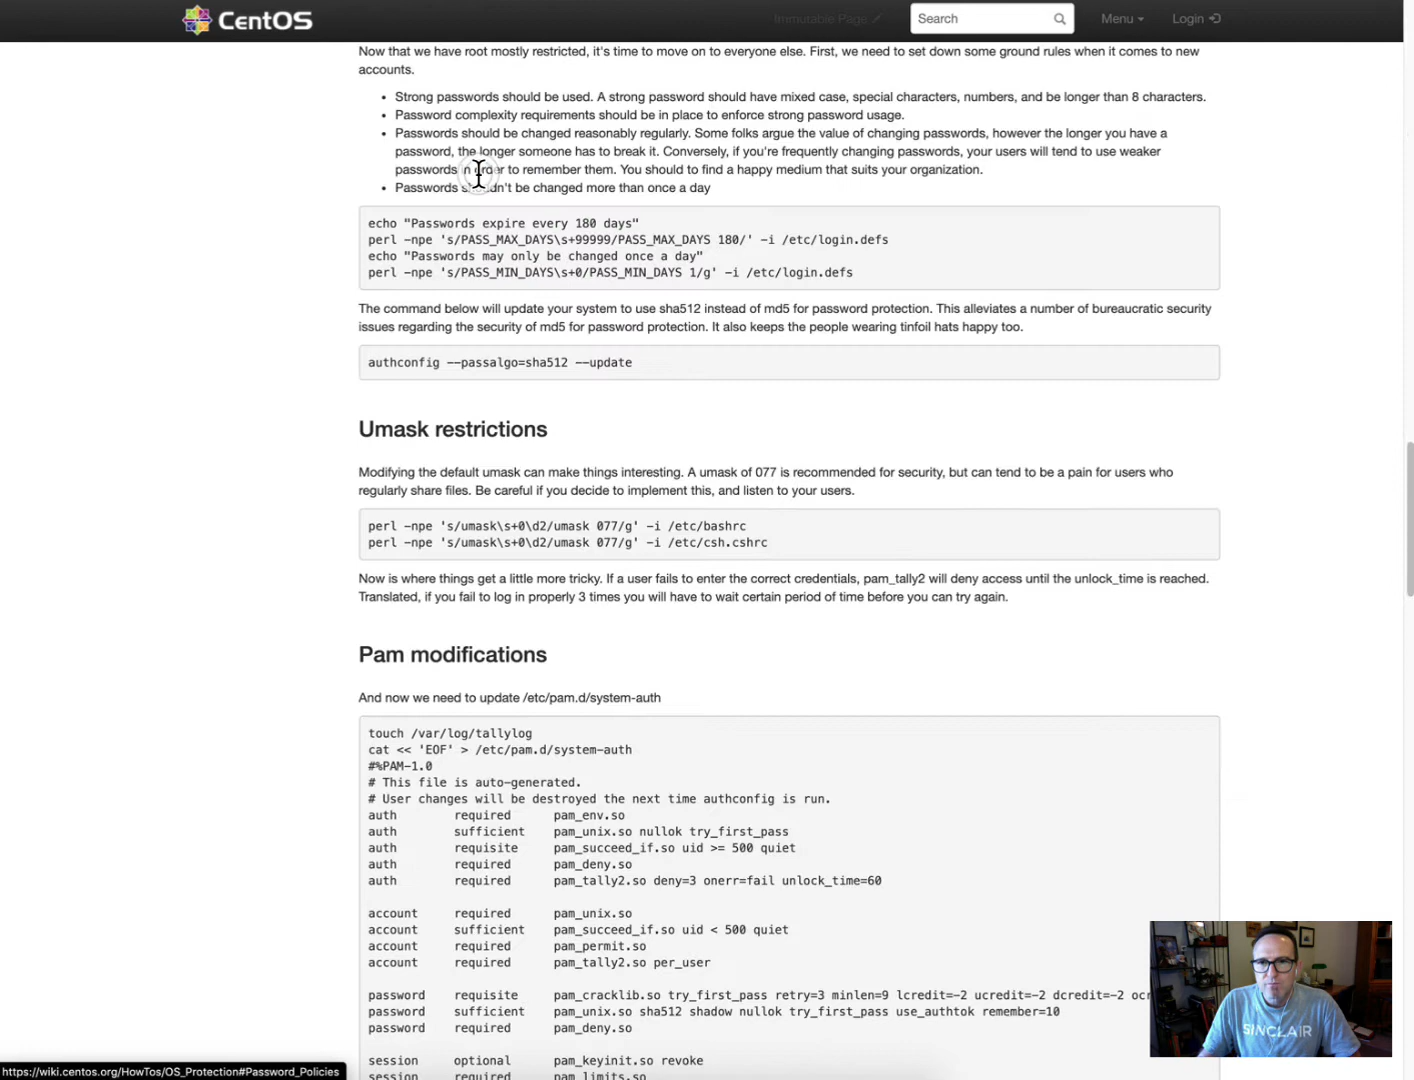 CentOS
Immutable Page
Search
Menu
Login
Now that we have root mostly restricted, it's time to move on to everyone else. First, we need to set down some ground rules when it comes to new
accounts.
• Strong passwords should be used. A strong password should have mixed case, special characters, numbers, and be longer than 8 characters.
• Password complexity requirements should be in place to enforce strong password usage.
• Passwords should be changed reasonably regularly. Some folks argue the value of changing passwords, however the longer you have a
password, the longer someone has to break it. Conversely, if you're frequently changing passwords, your users will tend to use weaker
passwords in order to remember them. You should to find a happy medium that suits your organization.
• Passwords shouldn't be changed more than once a day
echo "Passwords expire every 180 days"
perl -npe 's/PASS_MAX_DAYS\s+99999/PASS_MAX_DAYS 180/' -i /etc/login.defs
echo "Passwords may only be changed once a day"
perl -npe 's/PASS_MIN_DAYS\s+0/PASS_MIN_DAYS 1/g' -i /etc/login.defs
The command below will update your system to use sha512 instead of md5 for password protection. This alleviates a number of bureaucratic security
issues regarding the security of md5 for password protection. It also keeps the people wearing tinfoil hats happy too.
authconfig --passalgo=sha512 --update
Umask restrictions
Modifying the default umask can make things interesting. A umask of 077 is recommended for security, but can tend to be a pain for users who
regularly share files. Be careful if you decide to implement this, and listen to your users.
perl -npe 's/umask\s+0\d2/umask 077/g' -i /etc/bashrc
perl -npe 's/umask\s+0\d2/umask 077/g' -i /etc/csh.cshrc
Now is where things get a little more tricky. If a user fails to enter the correct credentials, pam_tally2 will deny access until the unlock_time is reached.
Translated, if you fail to log in properly 3 times you will have to wait certain period of time before you can try again.
Pam modifications
And now we need to update /etc/pam.d/system-auth
touch /var/log/tallylog
cat << 'EOF' > /etc/pam.d/system-auth
#%PAM-1.0
# This file is auto-generated.
# User changes will be destroyed the next time authconfig is run.
auth required pam_env.so
auth sufficient pam_unix.so nullok try_first_pass
auth requisite pam_succeed_if.so uid >= 500 quiet
auth required pam_deny.so
auth required pam_tally2.so deny=3 onerr=fail unlock_time=60
account required pam_unix.so
account sufficient pam_succeed_if.so uid < 500 quiet
account required pam_permit.so
account required pam_tally2.so per_user
password requisite pam_cracklib.so try_first_pass retry=3 minlen=9 lcredit=-2 ucredit=-2 dcredit=-2 ocr
password sufficient pam_unix.so sha512 shadow nullok try_first_pass use_authtok remember=10
password required pam_deny.so
session optional pam_keyinit.so revoke
session required pam_limits.so
SINCLAIR
https://wiki.centos.org/HowTos/OS_Protection#Password_Policies